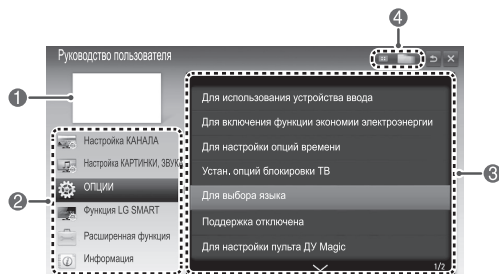 4
Руководство пользователя
1
Для использования устройства ввода
Для включения функции экономии электроэнергии
Для настройки опций времени
Устан. опций блокировки ТВ
Для выбора языка
Поддержка отключена
Для настройки пульта ДУ Magic
1/2
3
2
Настройка КАНАЛА
Настройка КАРТИНКИ, ЗВУК
ОПЦИИ
Функция LG SMART
Расширенная функция
Информация